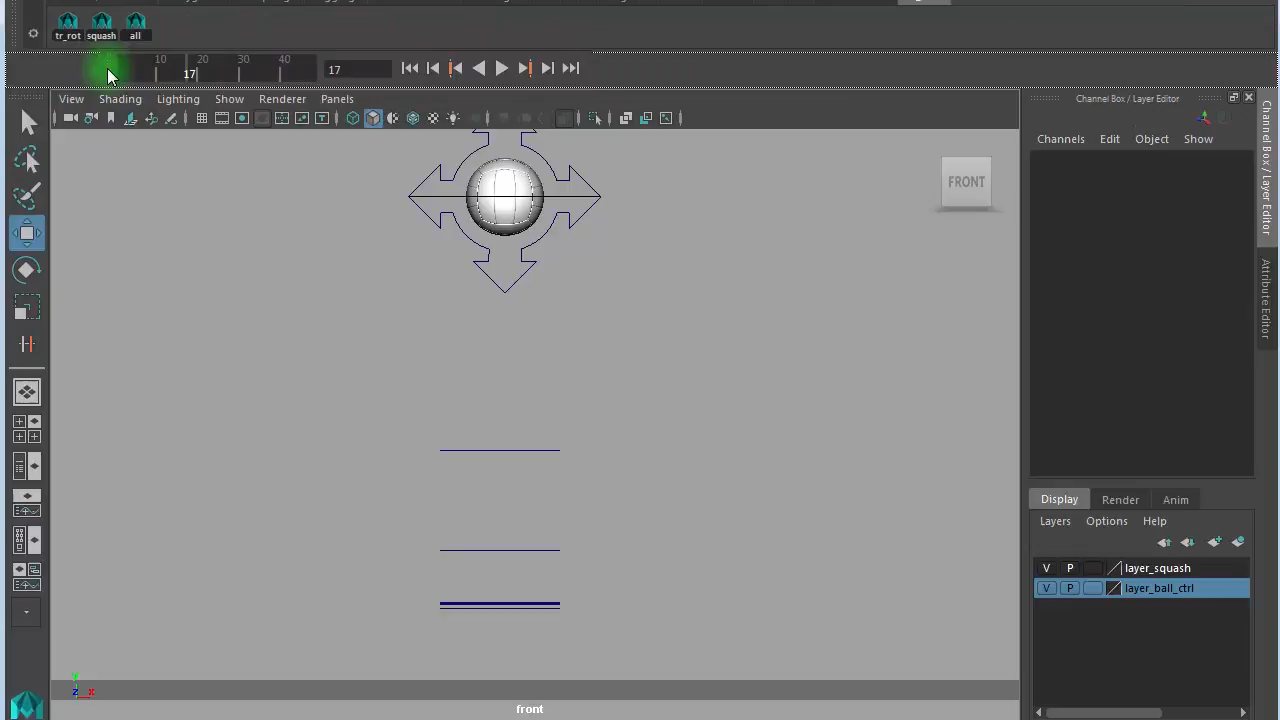 tr_rot squash all
10 17 20 30 40 17
View Shading Lighting Show Renderer Panels
Channel Box / Layer Editor
Channels Edit Object Show
FRONT
Channel Box / Layer Editor
Attribute Editor
Display Render Anim
Layers Options Help
V P layer_squash
V P layer_ball_ctrl
y
z x
front